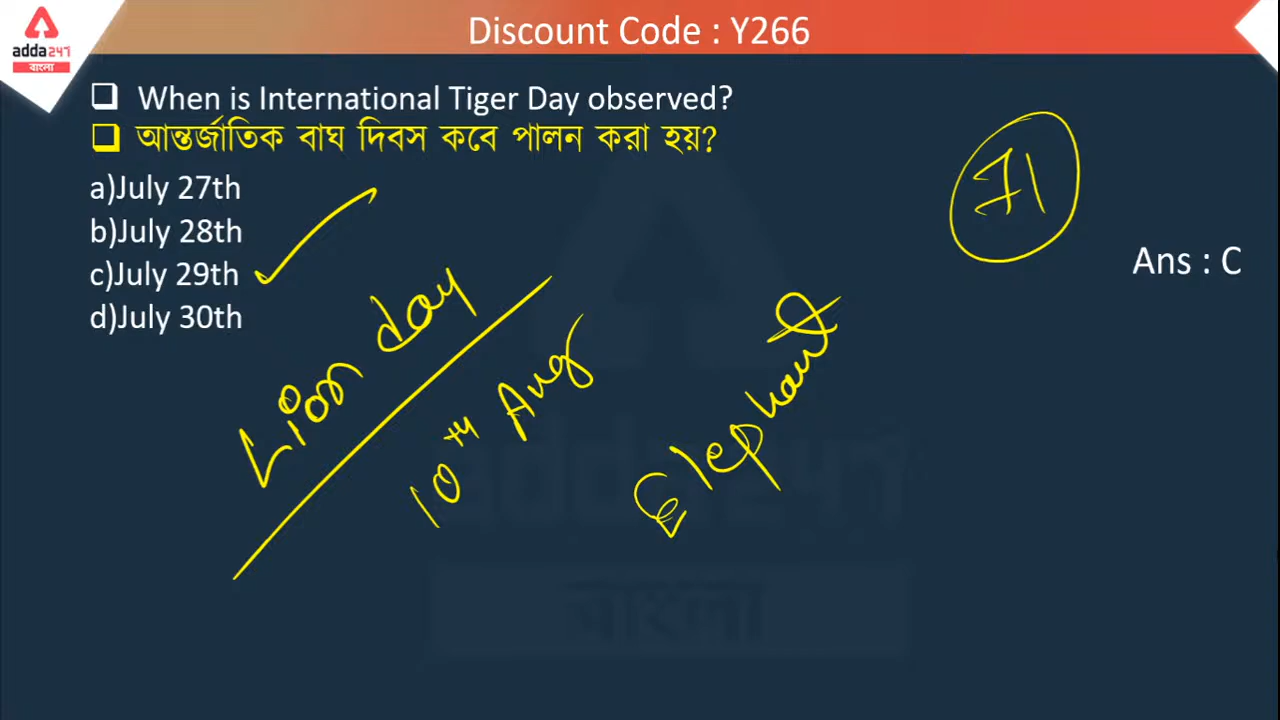 Discount Code : Y266
adda247
বাংলা
When is International Tiger Day observed?
আন্তর্জাতিক বাঘ দিবস কবে পালন করা হয়?
a)July 27th
b)July 28th
c)July 29th
d)July 30th
Ans : C
Lion day
10th Aug
Elephant
adda247
বাংলা